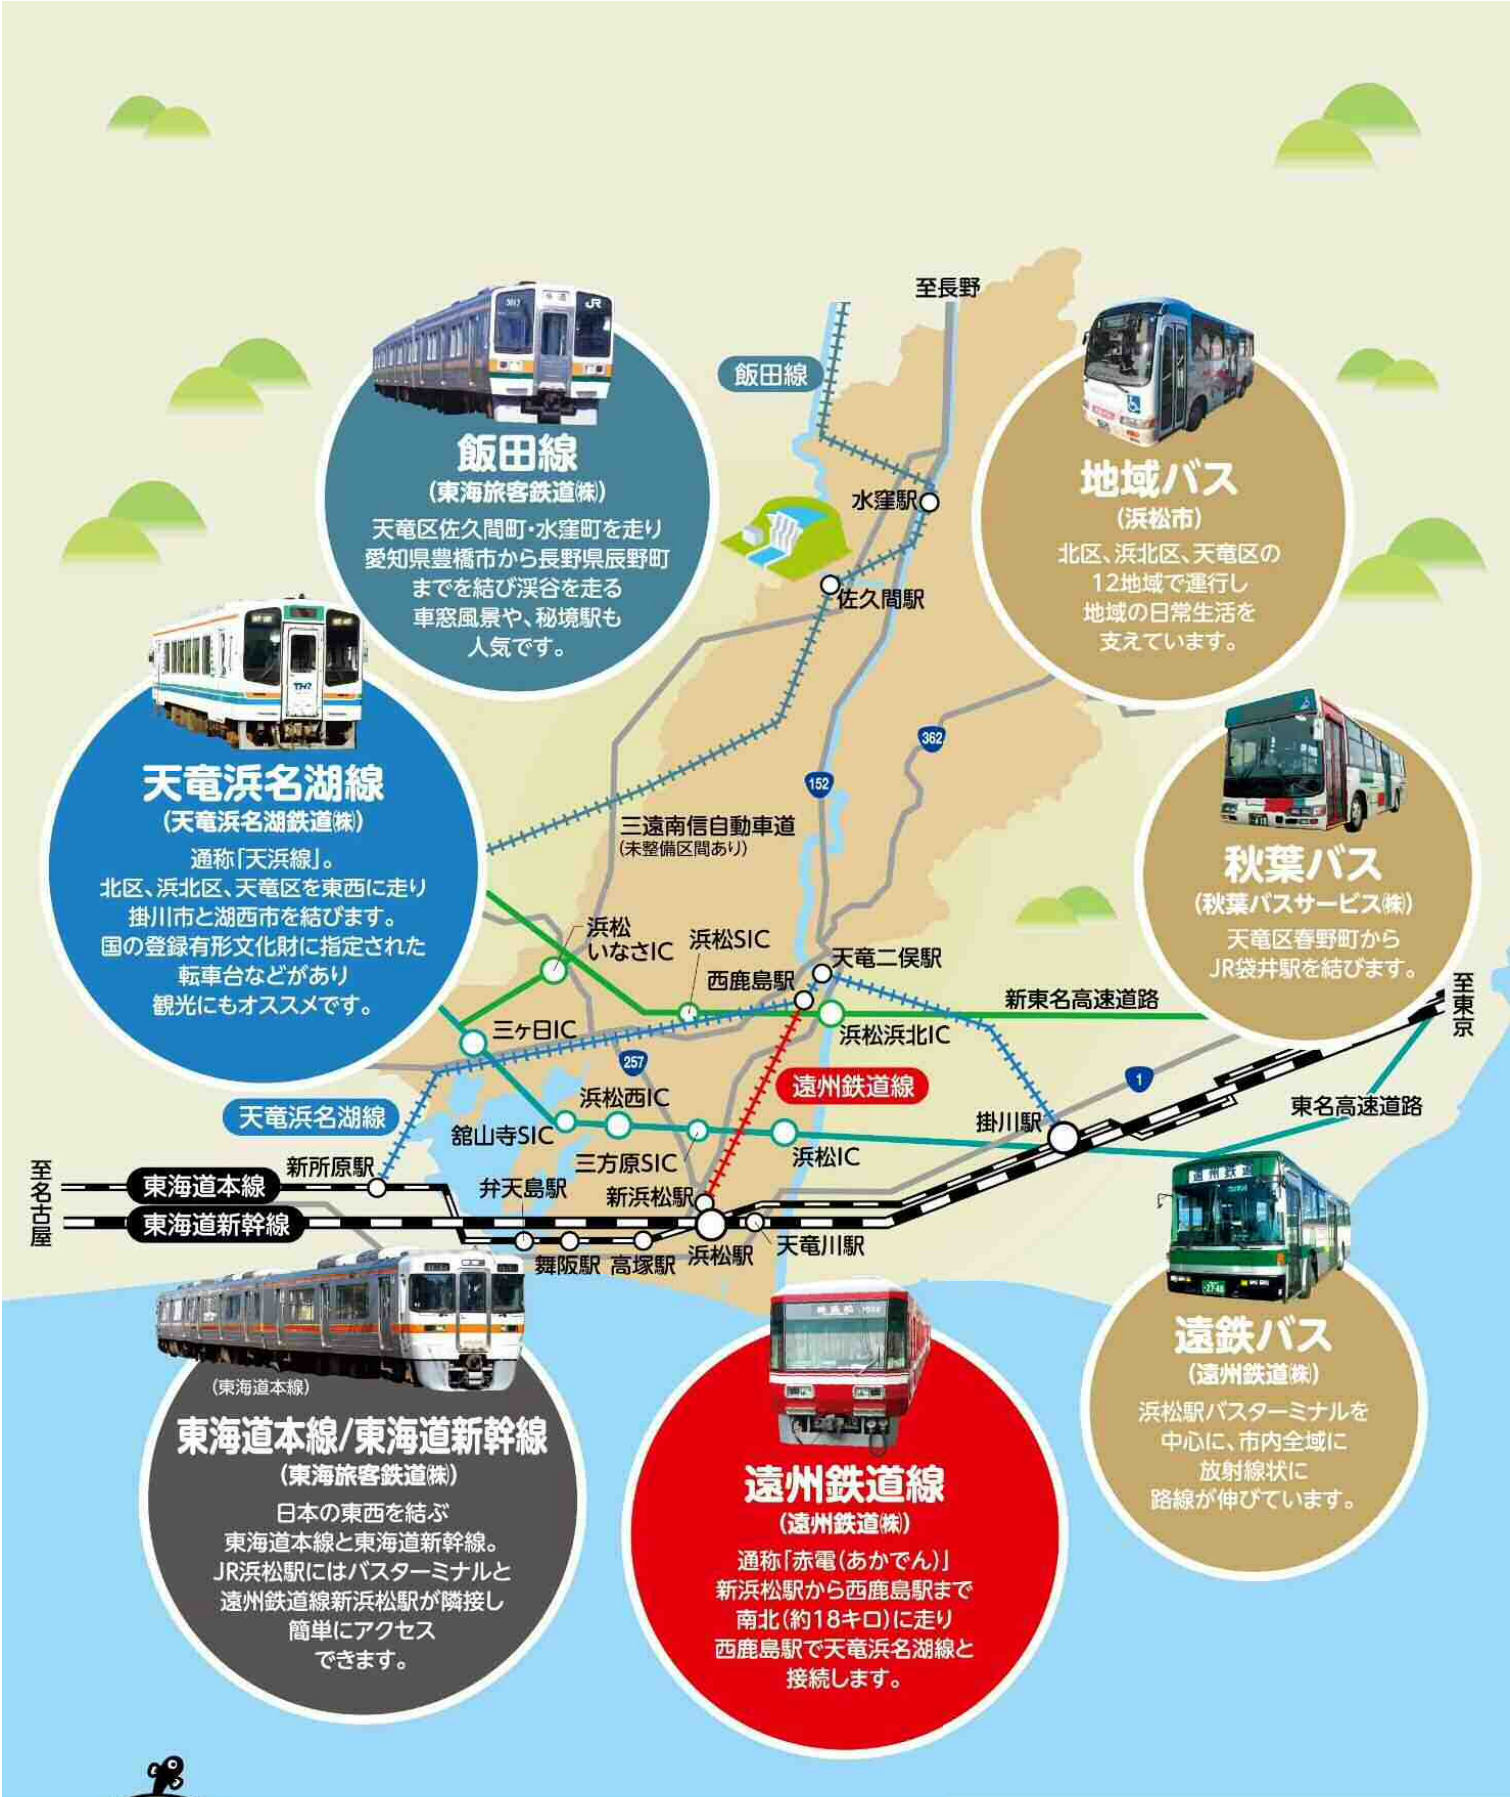 至長野
飯田線
水窪駅
佐久間駅
飯田線
(東海旅客鉄道㈱)
天竜区佐久間町・水窪町を走り
愛知県豊橋市から長野県辰野町
までを結び渓谷を走る
車窓風景や、秘境駅も
人気です。
JR
地域バス
(浜松市)
北区、浜北区、天竜区の
12地域で運行し
地域の日常生活を
支えています。
天竜浜名湖線
(天竜浜名湖鉄道㈱)
通称「天浜線」。
北区、浜北区、天竜区を東西に走り
掛川市と湖西市を結びます。
国の登録有形文化財に指定された
転車台などがあり
観光にもオススメです。
THR
362
152
三遠南信自動車道
(未整備区間あり)
秋葉バス
(秋葉バスサービス㈱)
天竜区春野町から
JR袋井駅を結びます。
浜松
いなさIC
浜松SIC
西鹿島駅
天竜二俣駅
新東名高速道路
至東京
三ヶ日IC
浜松浜北IC
257
遠州鉄道線
1
浜松西IC
天竜浜名湖線
舘山寺SIC
掛川駅
東名高速道路
三方原SIC
浜松IC
至名古屋
新所原駅
東海道本線
東海道新幹線
弁天島駅
新浜松駅
舞阪駅
高塚駅
浜松駅
天竜川駅
(東海道本線)
東海道本線/東海道新幹線
(東海旅客鉄道㈱)
日本の東西を結ぶ
東海道本線と東海道新幹線。
JR浜松駅にはバスターミナルと
遠州鉄道線新浜松駅が隣接し
簡単にアクセス
できます。
遠州鉄道線
(遠州鉄道㈱)
通称「赤電(あかでん)」
新浜松駅から西鹿島駅まで
南北(約18キロ)に走り
西鹿島駅で天竜浜名湖線と
接続します。
遠州鉄道
遠鉄バス
(遠州鉄道㈱)
浜松駅バスターミナルを
中心に、市内全域に
放射線状に
路線が伸びています。